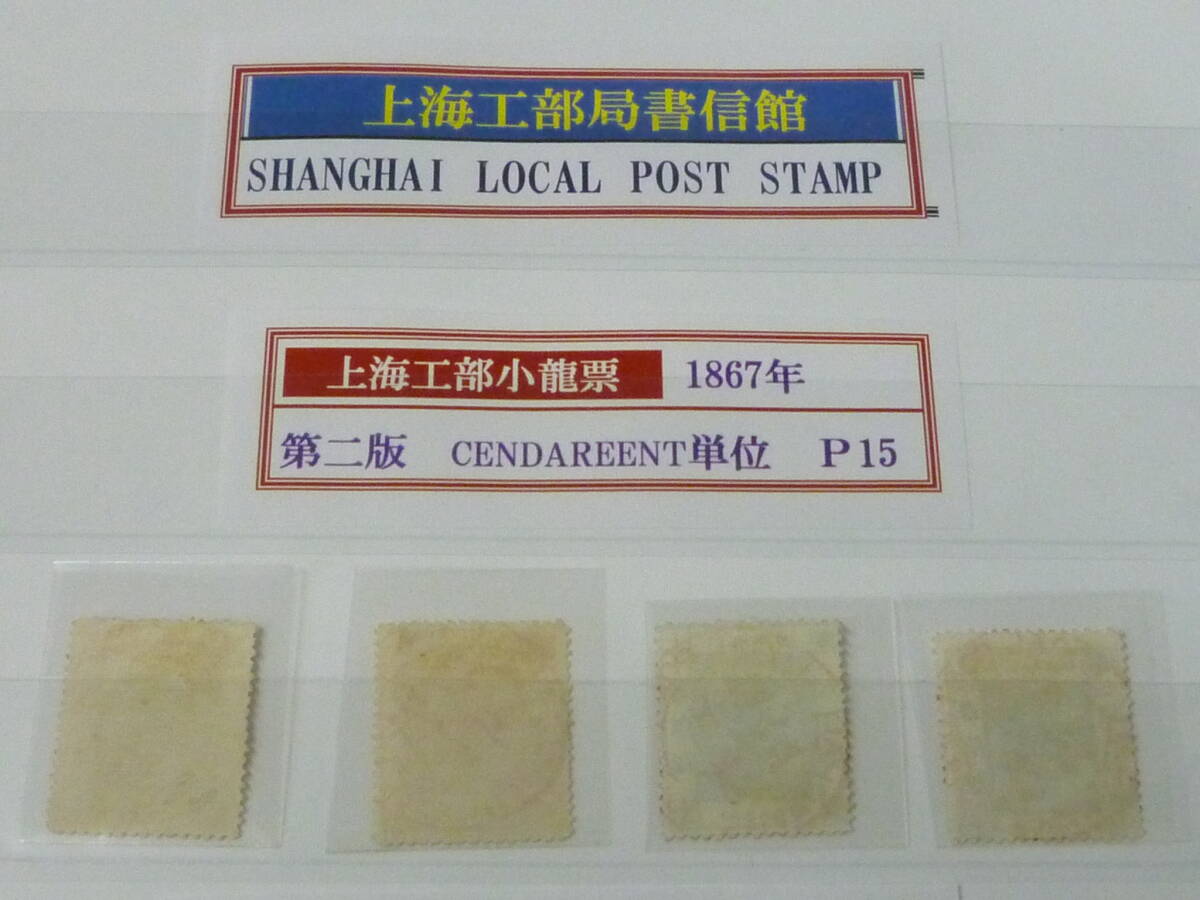 上海工部局書信館
SHANGHAI LOCAL POST STAMP
上海工部小龍票 1867年
第二版 CENDAREENT単位 P15